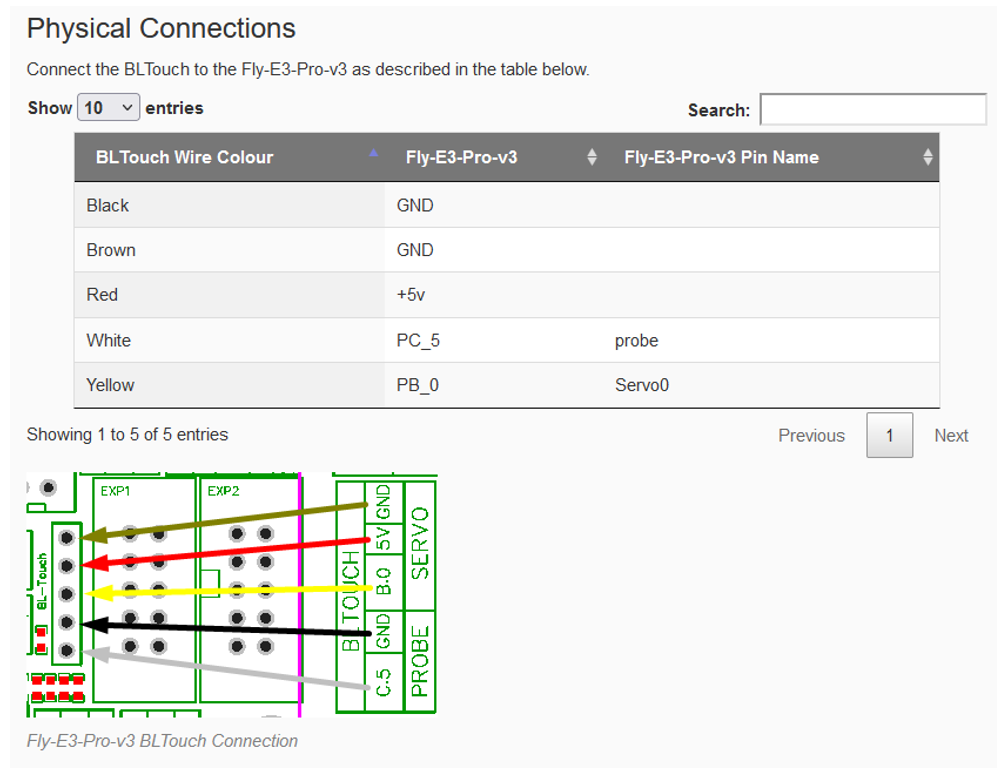 Physical Connections
Connect the BLTouch to the Fly-E3-Pro-v3 as described in the table below.
Show 10 entries Search:
BLTouch Wire Colour Fly-E3-Pro-v3 Fly-E3-Pro-v3 Pin Name
Black GND
Brown GND
Red +5v
White PC_5 probe
Yellow PB_0 Servo0
Showing 1 to 5 of 5 entries Previous 1 Next
EXP1 EXP2
BL-Touch
BLTOUCH
GND
5V
B.0
GND
C.5
SERVO
PROBE
Fly-E3-Pro-v3 BLTouch Connection